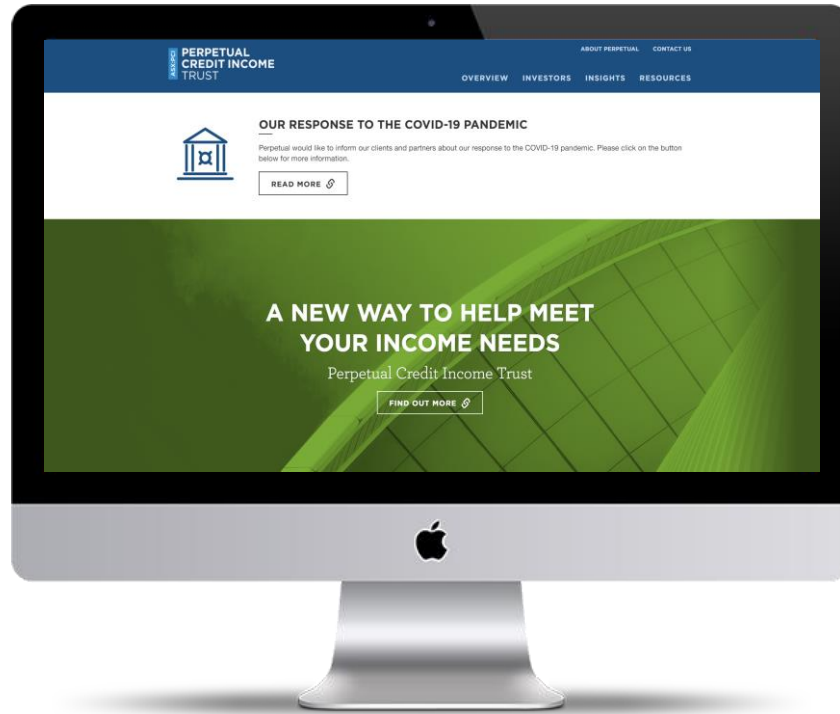 ASX:PCI
PERPETUAL
CREDIT INCOME
TRUST
ABOUT PERPETUAL CONTACT US
OVERVIEW INVESTORS INSIGHTS RESOURCES
OUR RESPONSE TO THE COVID-19 PANDEMIC
Perpetual would like to inform our clients and partners about our response to the COVID-19 pandemic. Please click on the button
below for more information.
READ MORE
A NEW WAY TO HELP MEET
YOUR INCOME NEEDS
Perpetual Credit Income Trust
FIND OUT MORE